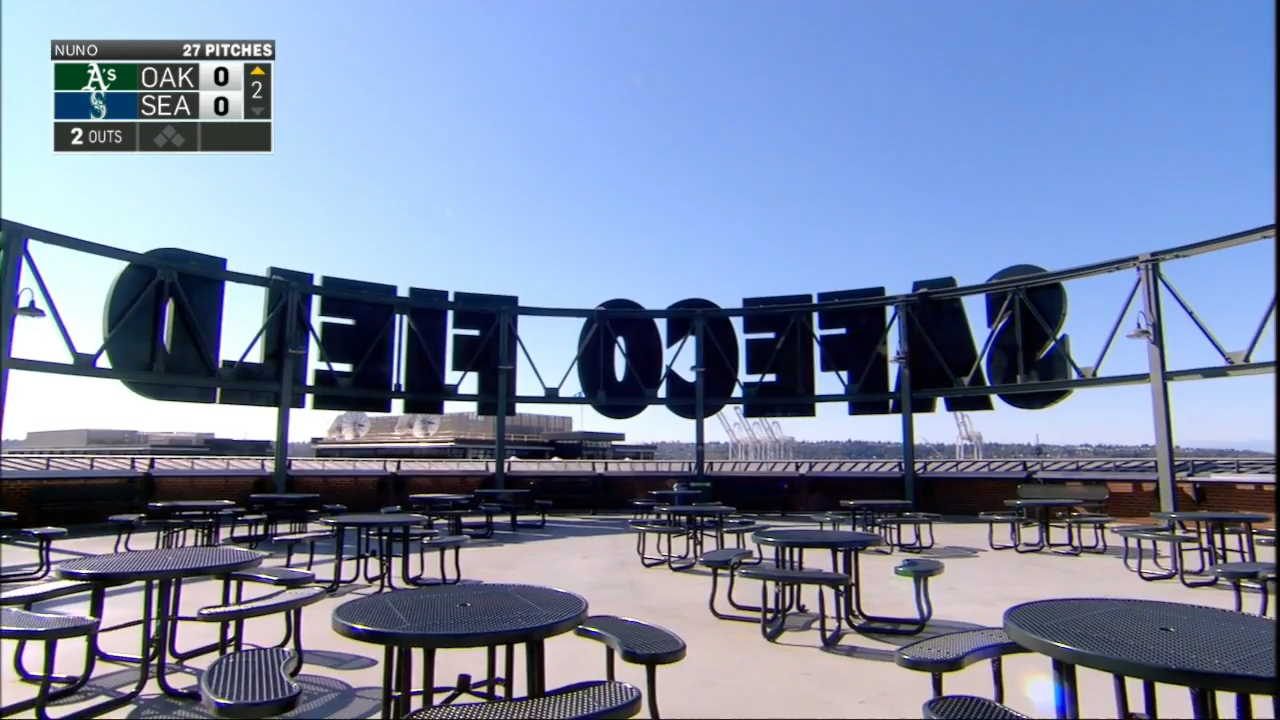 NUNO 27 PITCHES
A's OAK 0
S SEA 0
2
2 OUTS
SAFECO FIELD